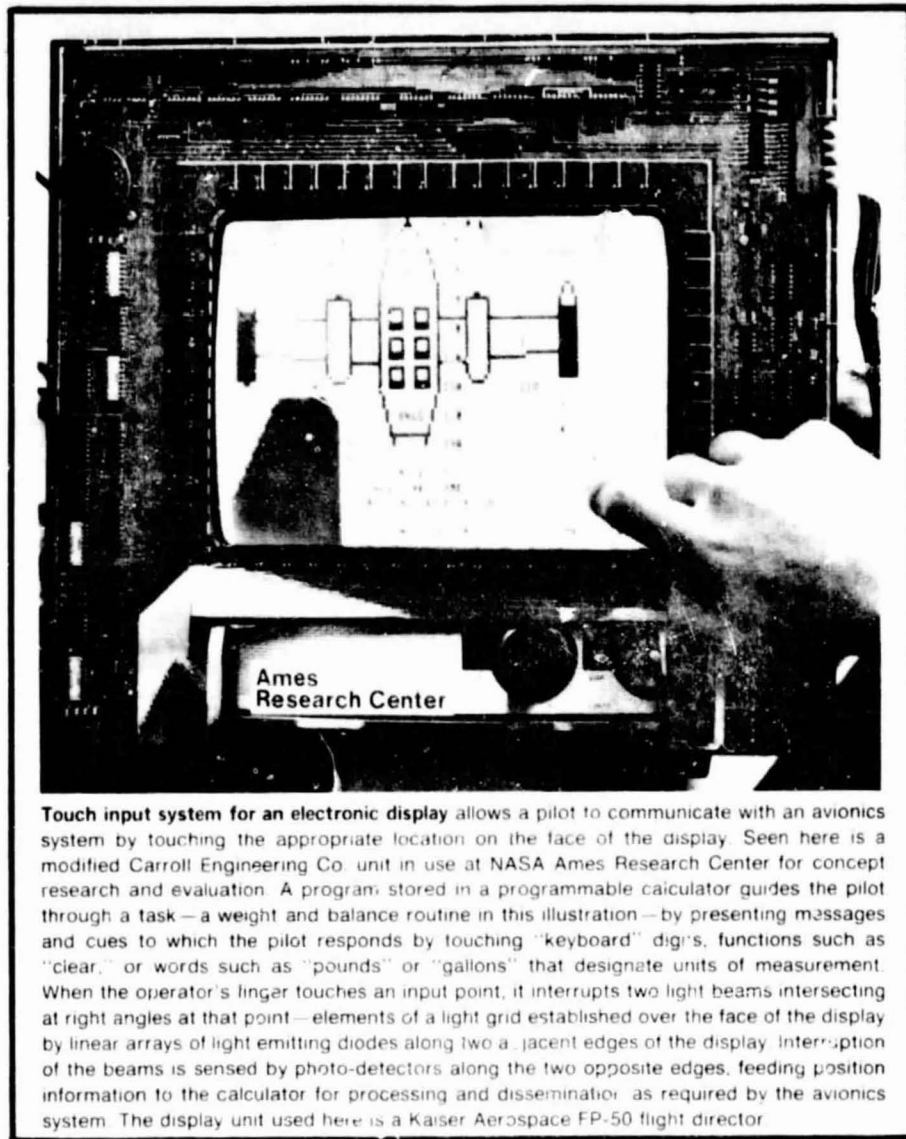 Ames
Research Center
Touch input system for an electronic display allows a pilot to communicate with an avionics
system by touching the appropriate location on the face of the display. Seen here is a
modified Carroll Engineering Co. unit in use at NASA Ames Research Center for concept
research and evaluation. A program stored in a programmable calculator guides the pilot
through a task—a weight and balance routine in this illustration—by presenting messages
and cues to which the pilot responds by touching "keyboard" digits, functions such as
"clear," or words such as "pounds" or "gallons" that designate units of measurement.
When the operator's finger touches an input point, it interrupts two light beams intersecting
at right angles at that point—elements of a light grid established over the face of the display
by linear arrays of light emitting diodes along two adjacent edges of the display. Interruption
of the beams is sensed by photo-detectors along the two opposite edges, feeding position
information to the calculator for processing and dissemination as required by the avionics
system. The display unit used here is a Kaiser Aerospace FP-50 flight director.